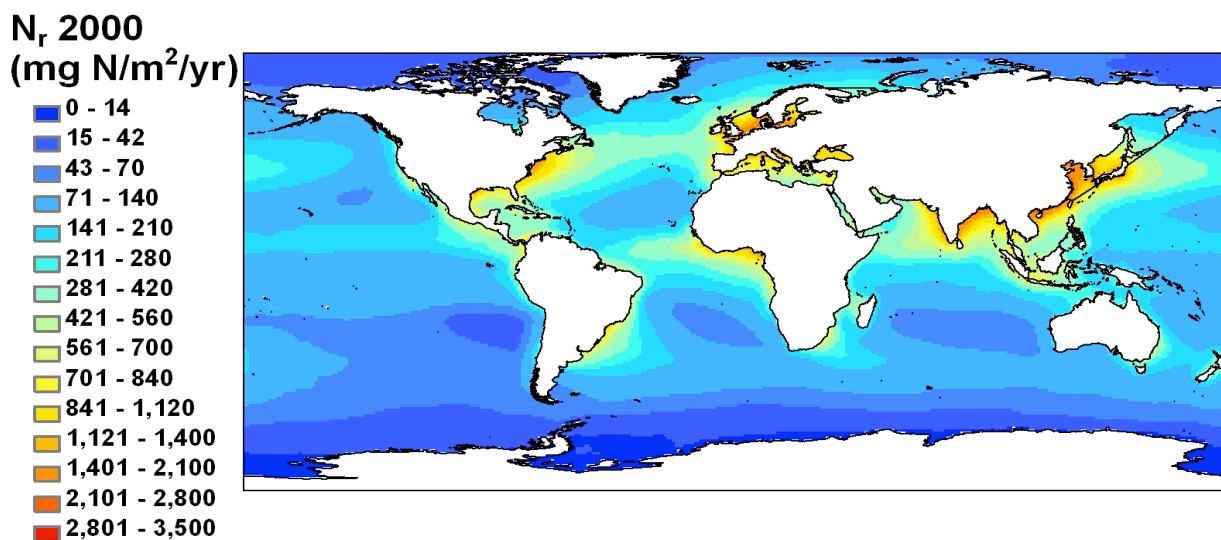 Nr 2000
(mg N/m²/yr)
0 - 14
15 - 42
43 - 70
71 - 140
141 - 210
211 - 280
281 - 420
421 - 560
561 - 700
701 - 840
841 - 1,120
1,121 - 1,400
1,401 - 2,100
2,101 - 2,800
2,801 - 3,500